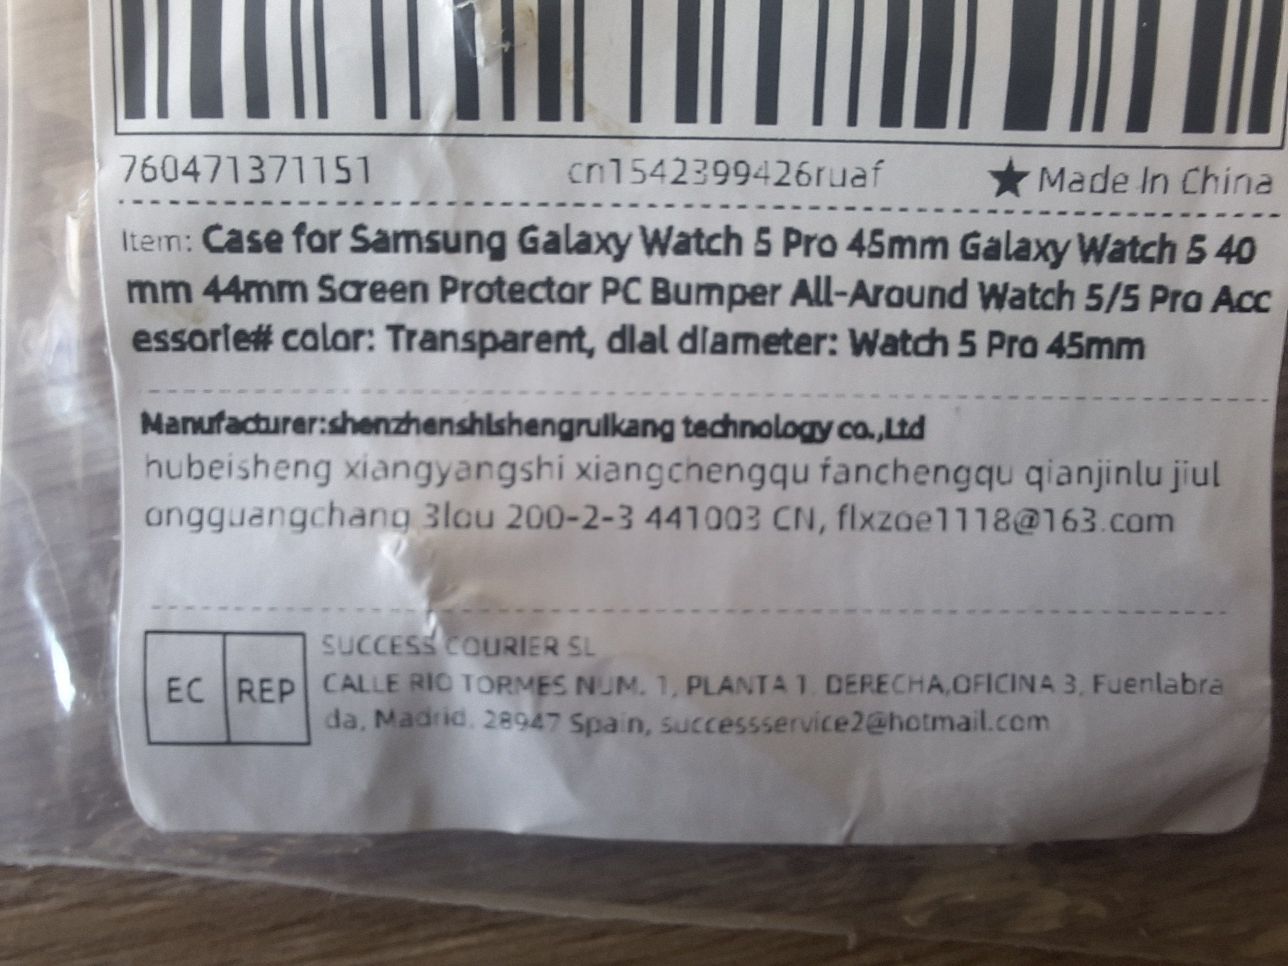 760471371151 cn1542399426ruaf ★ Made In China
Item: Case for Samsung Galaxy Watch 5 Pro 45mm Galaxy Watch 5 40
mm 44mm Screen Protector PC Bumper All-Around Watch 5/5 Pro Acc
essorie# color: Transparent, dial diameter: Watch 5 Pro 45mm
Manufacturer:shenzhenshishengruikang technology co.,Ltd
hubeisheng xiangyangshi xiangchengqu fanchengqu qianjinlu jiul
ongguangchang 3lou 200-2-3 441003 CN, flxzoe1118@163.com
EC REP
SUCCESS COURIER SL
CALLE RIO TORMES NUM. 1, PLANTA 1, DERECHA,OFICINA 3, Fuenlabra
da, Madrid, 28947 Spain, successservice2@hotmail.com